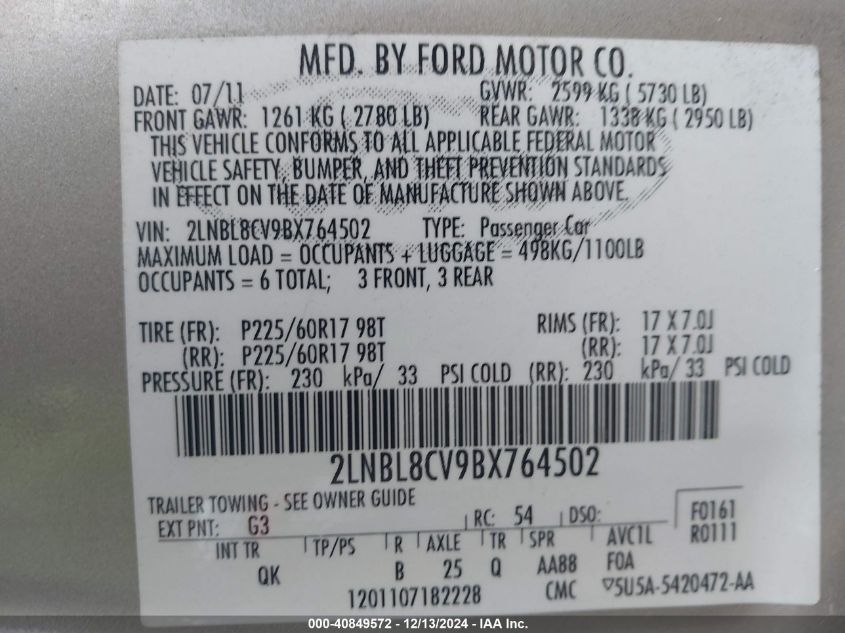 MFD. BY FORD MOTOR CO.
DATE: 07/11 GVWR: 2599 KG ( 5730 LB)
FRONT GAWR: 1261 KG ( 2780 LB) REAR GAWR: 1338 KG ( 2950 LB)
THIS VEHICLE CONFORMS TO ALL APPLICABLE FEDERAL MOTOR
VEHICLE SAFETY, BUMPER, AND THEFT PREVENTION STANDARDS
IN EFFECT ON THE DATE OF MANUFACTURE SHOWN ABOVE.
VIN: 2LNBL8CV9BX764502 TYPE: Passenger Car
MAXIMUM LOAD = OCCUPANTS + LUGGAGE = 498KG/1100LB
OCCUPANTS = 6 TOTAL; 3 FRONT, 3 REAR
TIRE (FR): P225/60R17 98T RIMS (FR): 17 X 7.0J
(RR): P225/60R17 98T (RR): 17 X 7.0J
PRESSURE (FR): 230 kPa/ 33 PSI COLD (RR): 230 kPa/ 33 PSI COLD
2LNBL8CV9BX764502
TRAILER TOWING - SEE OWNER GUIDE
EXT PNT: G3 RC: 54 DSO: F0161
R0111
INT TR TP/PS R AXLE TR SPR AVC1L
QK B 25 Q AA88 FOA
1201107182228 CMC ▽5U5A-5420472-AA
000-40849572 - 12/13/2024 - IAA Inc.